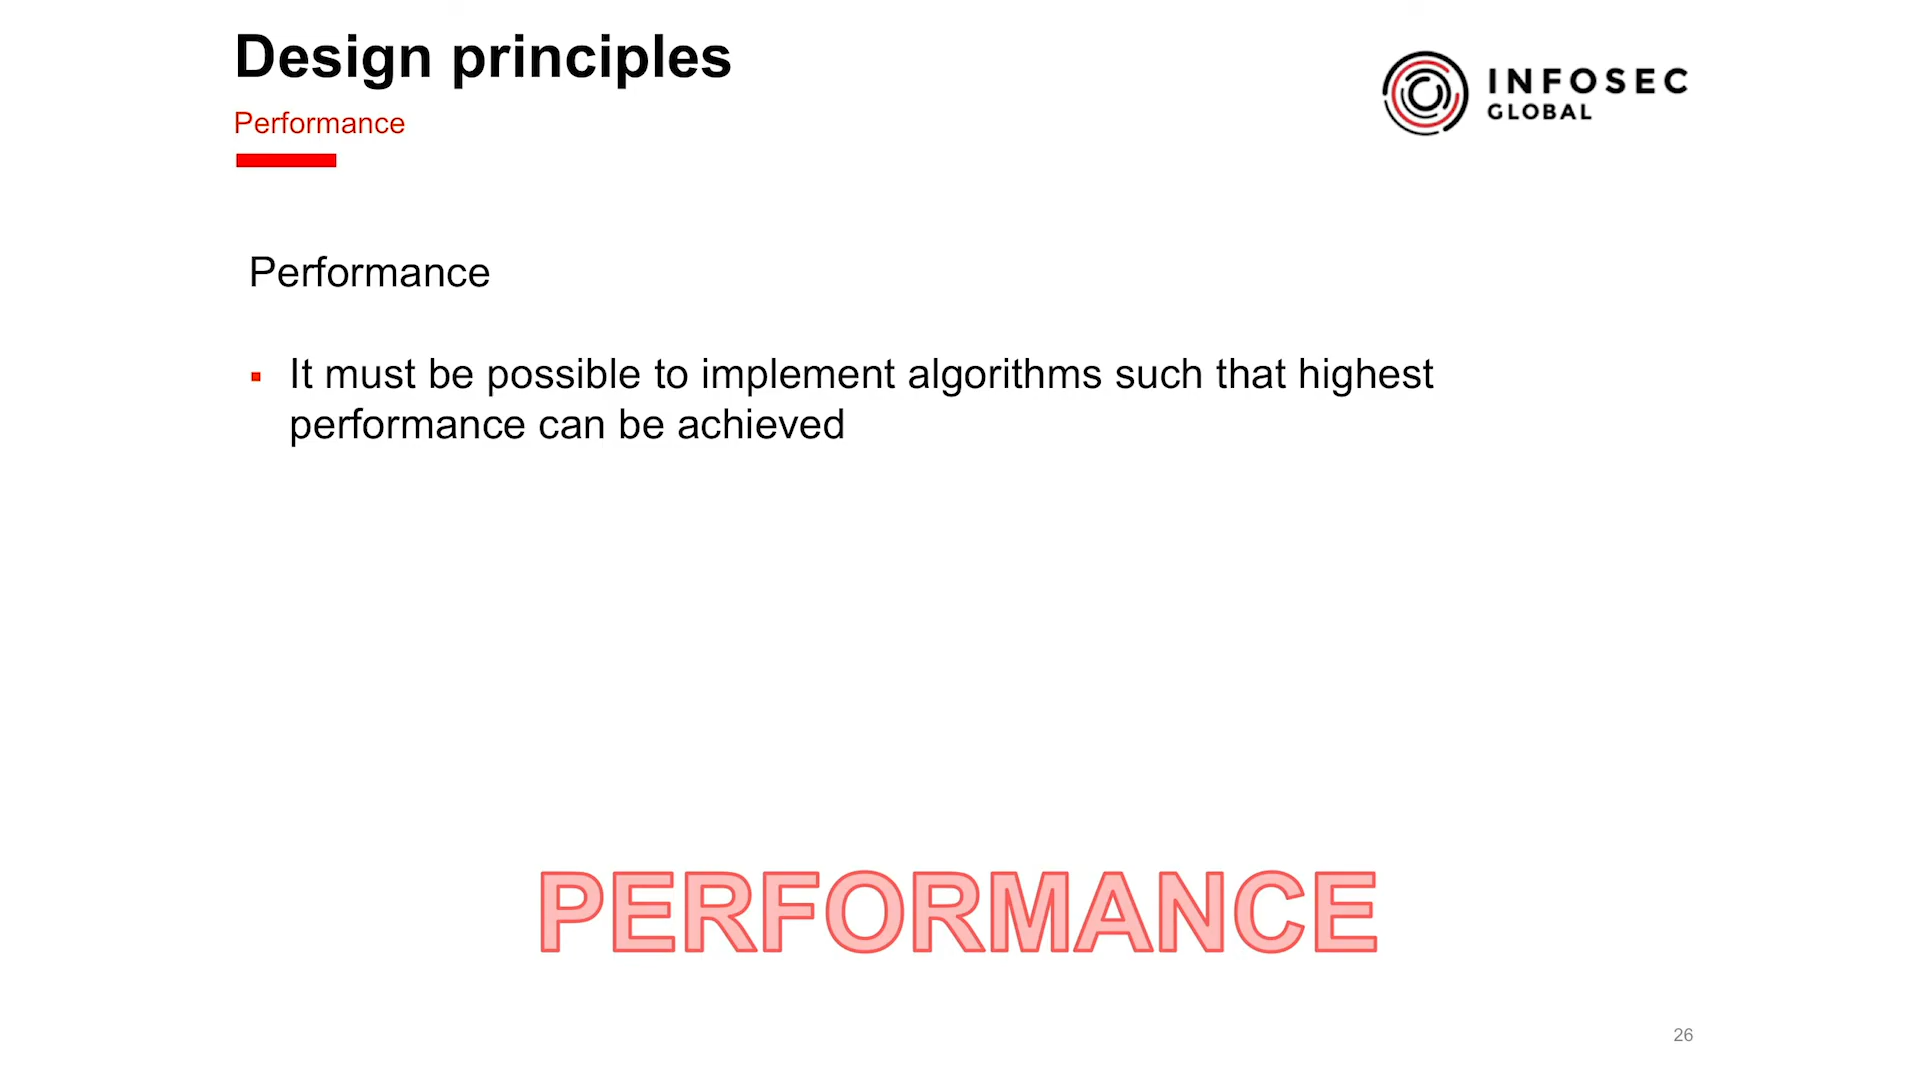 Design principles
INFOSEC
GLOBAL
Performance
Performance
▪ It must be possible to implement algorithms such that highest
performance can be achieved
PERFORMANCE
26